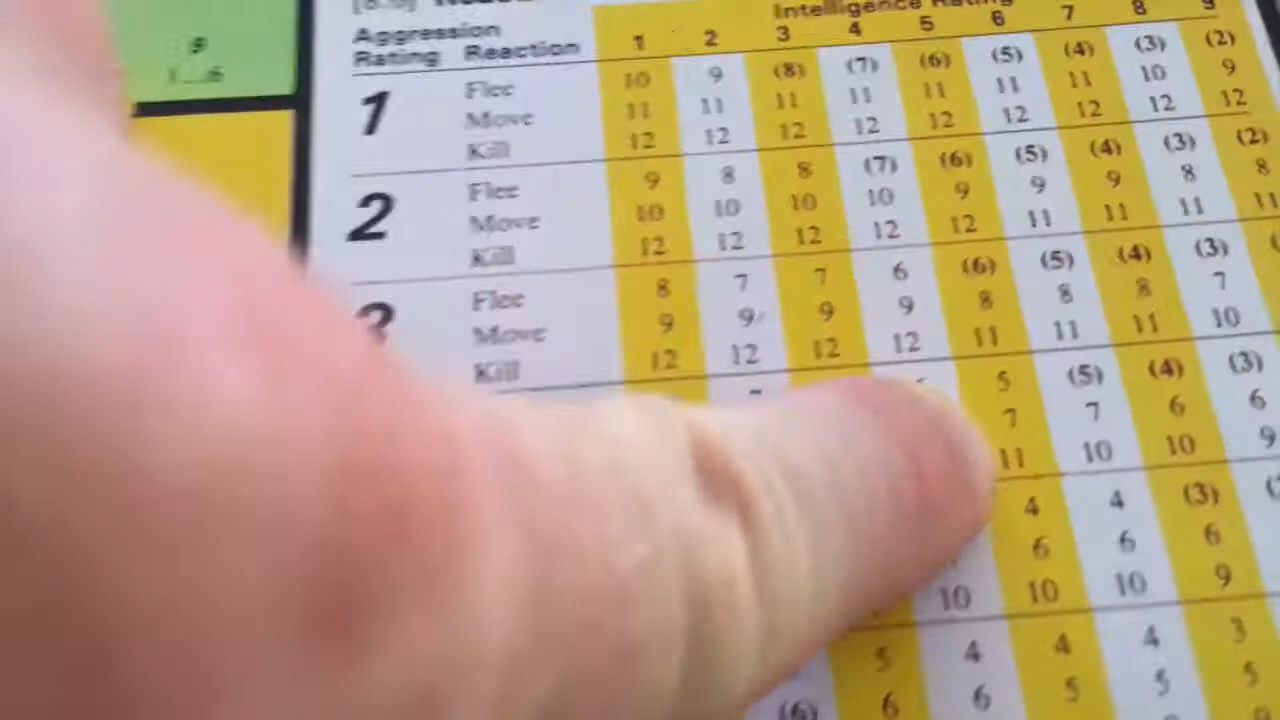 9
1 6
Intelligence Rating
Aggression
Rating Reaction 1 2 3 4 5 6 7 8 9
1 Flee 10 9 (8) (7) (6) (5) (4) (3) (2)
Move 11 11 11 11 11 11 11 10 9
Kill 12 12 12 12 12 12 12 12 12
2 Flee 9 8 8 (7) (6) (5) (4) (3) (2)
Move 10 10 10 10 9 9 9 8 8
Kill 12 12 12 12 12 11 11 11 11
3 Flee 8 7 7 6 (6) (5) (4) (3)
Move 9 9 9 9 8 8 8 7
Kill 12 12 12 12 11 11 11 10
5 (5) (4) (3)
7 7 6 6
11 10 10 9
4 4 (3)
6 6 6
10 10 10 9
5 4 4 4 3
(6) 6 6 5 5 5